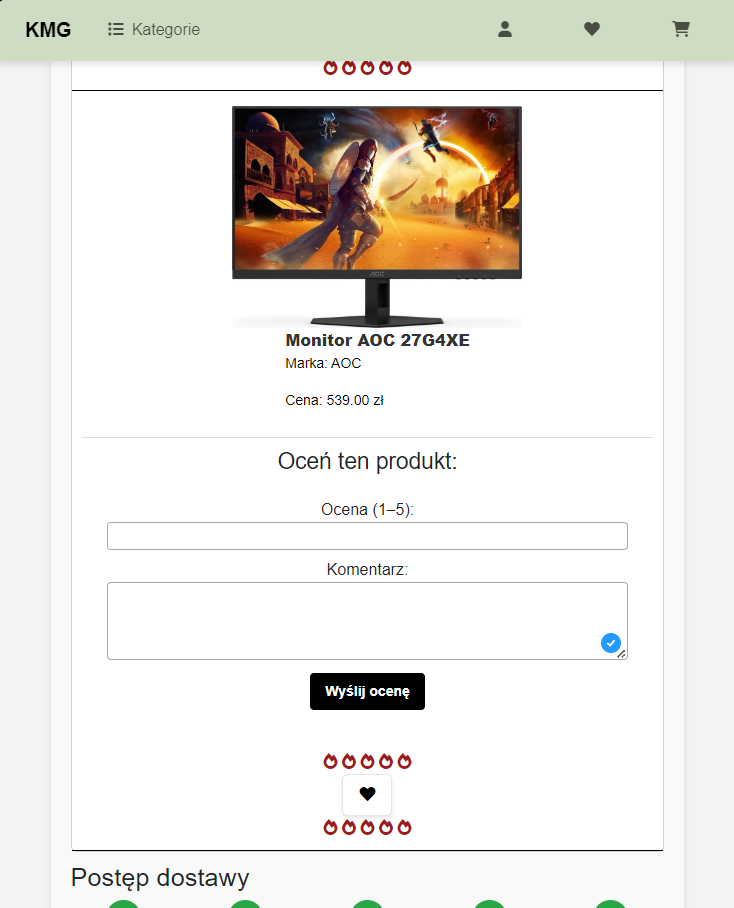 KMG Kategorie
AOC
Monitor AOC 27G4XE
Marka: AOC
Cena: 539.00 zł
Oceń ten produkt:
Ocena (1–5):
Komentarz:
Wyślij ocenę
Postęp dostawy